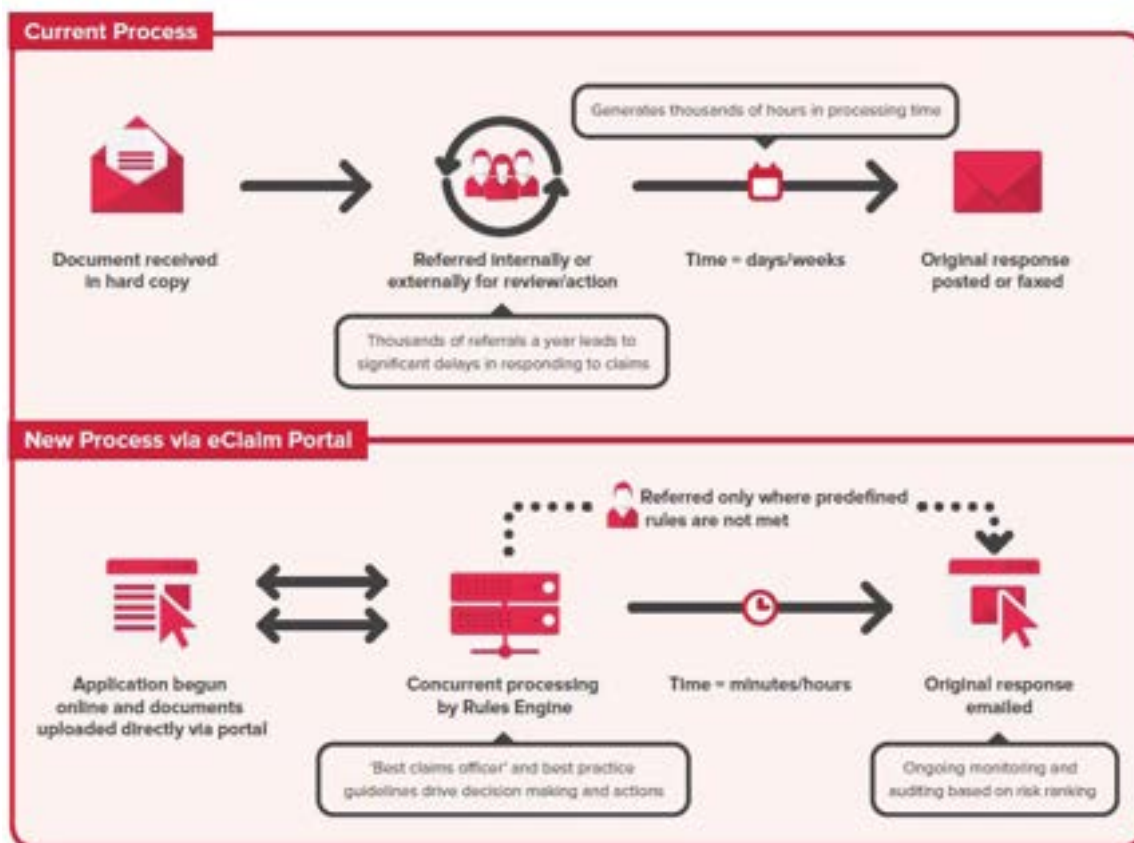 Current Process
Generates thousands of hours in processing time
Document received
in hard copy
Referred internally or
externally for review/action
Time = days/weeks
Original response
posted or faxed
Thousands of referrals a year leads to
significant delays in responding to claims
New Process via eClaim Portal
Referred only where predefined
rules are not met
Application begun
online and documents
uploaded directly via portal
Concurrent processing
by Rules Engine
Time = minutes/hours
Original response
emailed
'Best claims officer' and best practice
guidelines drive decision making and actions
Ongoing monitoring and
auditing based on risk ranking